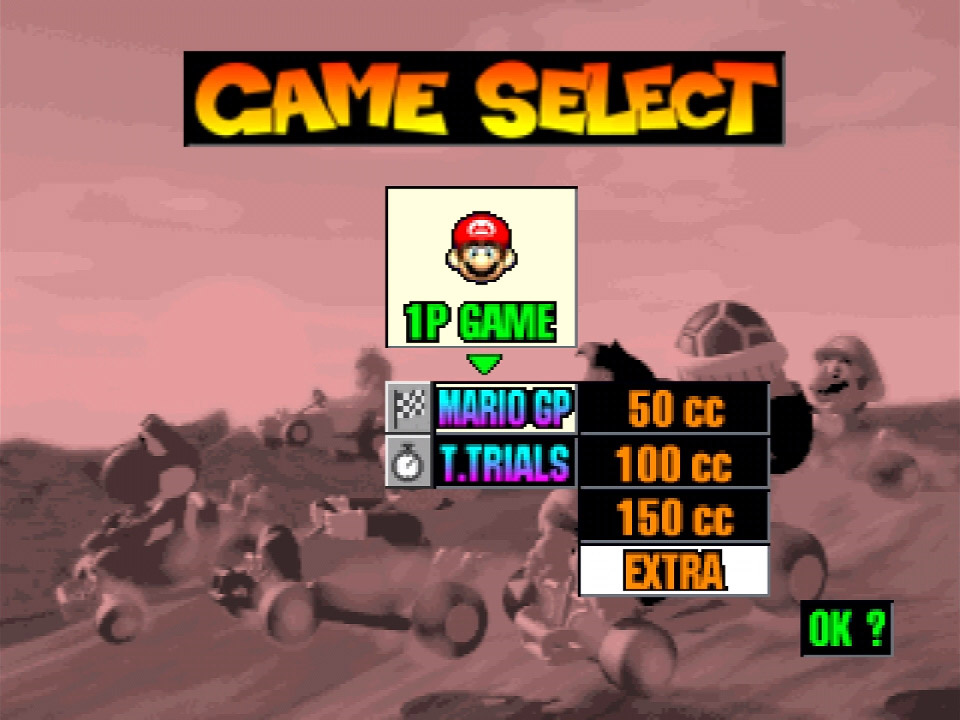 GAME SELECT
1P GAME
MARIO GP
50 cc
T.TRIALS
100 cc
150 cc
EXTRA
OK ?